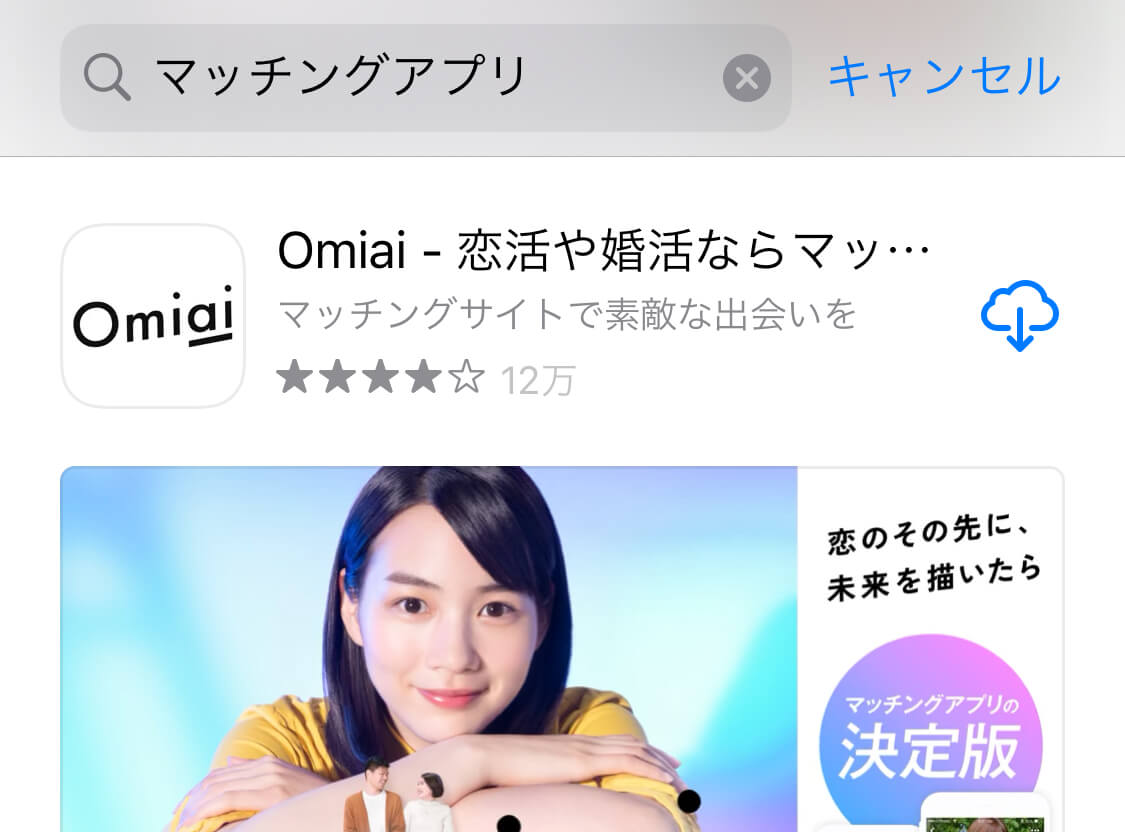 マッチングアプリ
キャンセル
Omiai
Omiai - 恋活や婚活ならマッ…
マッチングサイトで素敵な出会いを
★★★★☆ 12万
恋のその先に、
未来を描いたら
マッチングアプリの
決定版